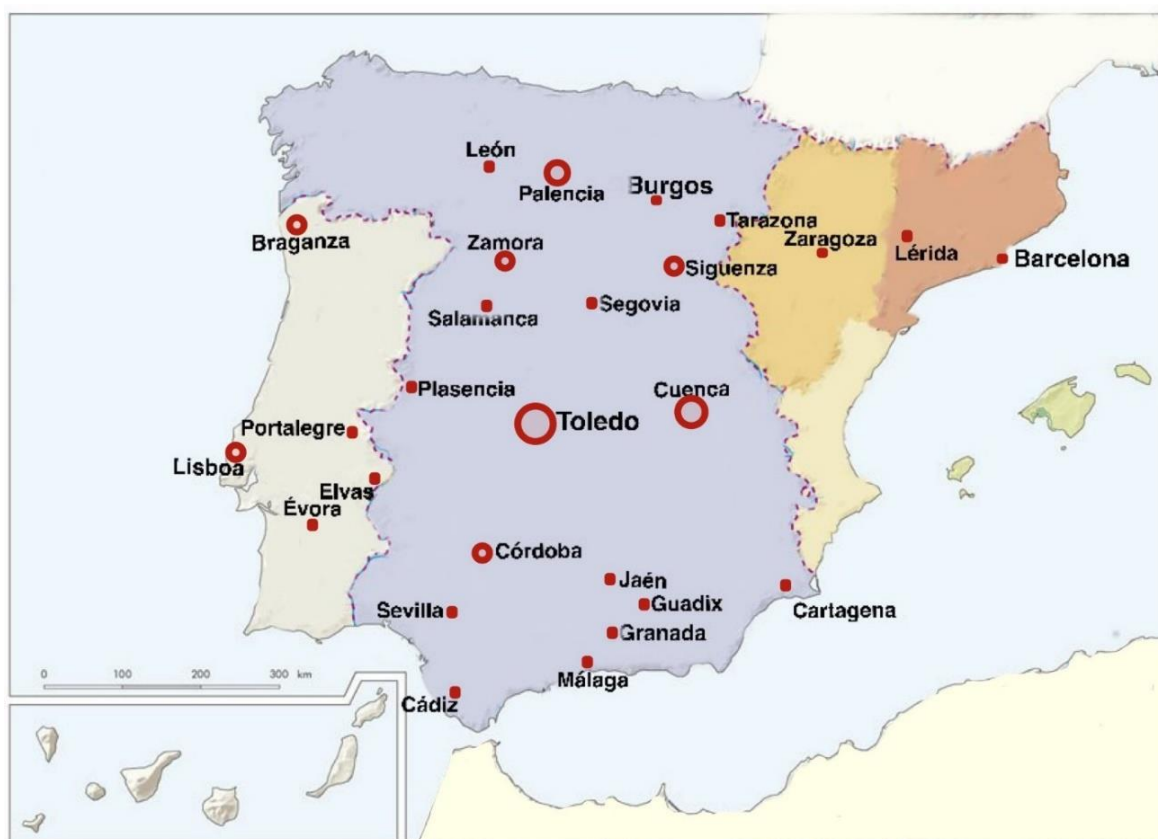 León
Palencia
Burgos
Braganza
Zamora
Tarazona
Zaragoza
Lérida
Barcelona
Siguenza
Salamanca
Segovia
Plasencia
Cuenca
Toledo
Portalegre
Lisboa
Elvas
Évora
Córdoba
Jaén
Guadix
Sevilla
Granada
Cartagena
Málaga
Cádiz
0 100 200 300 km